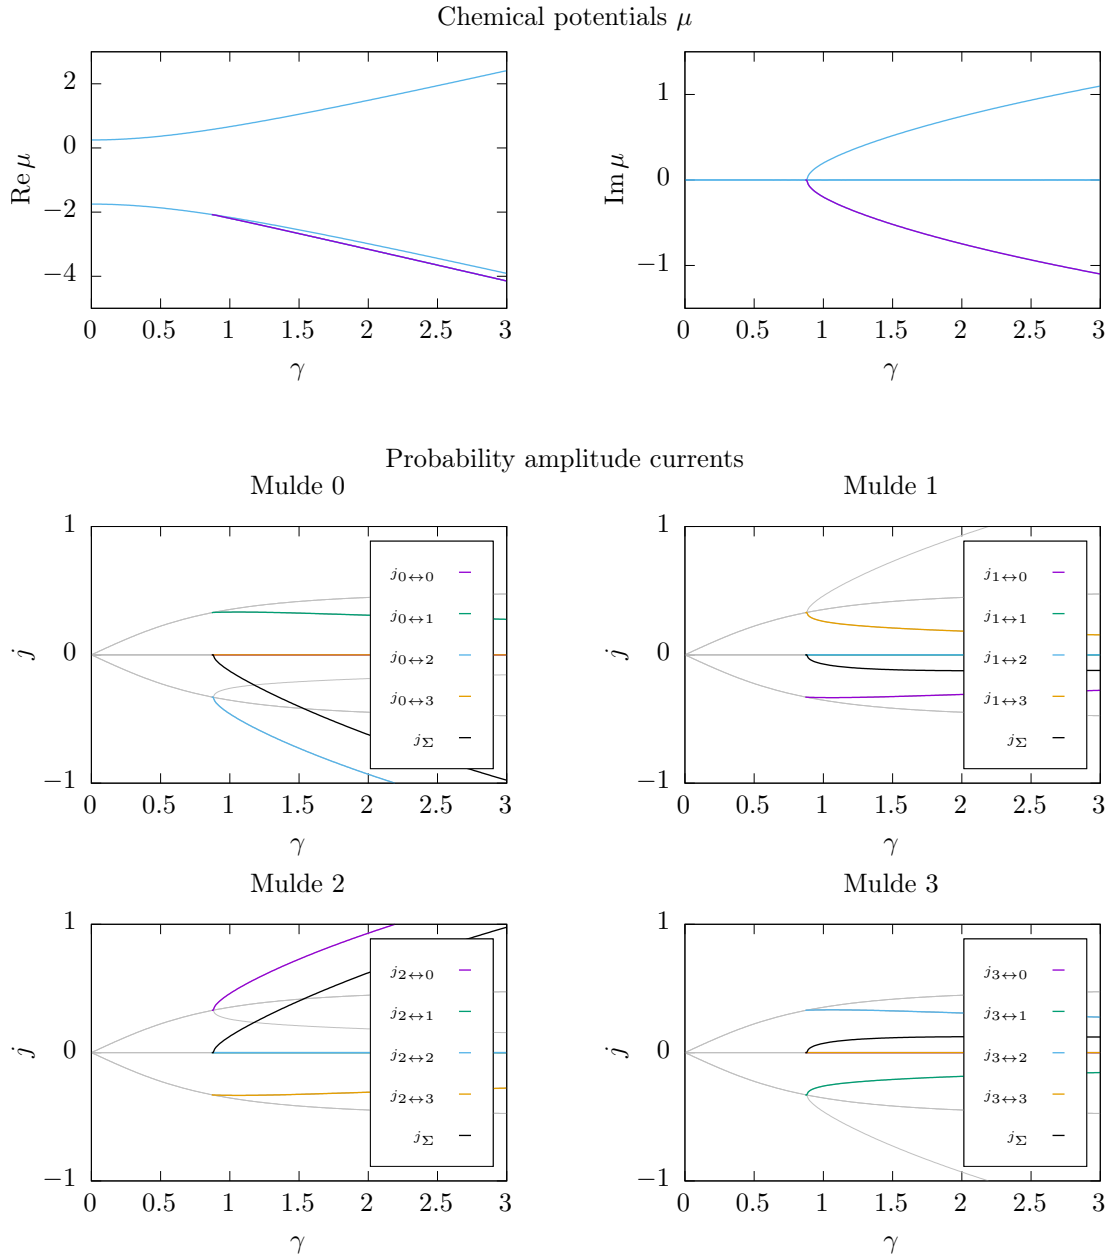 Chemical potentials μ
2
0
−2
−4
Re μ
0 0.5 1 1.5 2 2.5 3
γ
1
0
−1
Im μ
0 0.5 1 1.5 2 2.5 3
γ
Probability amplitude currents
Mulde 0
1
0
−1
j
j0↔0
j0↔1
j0↔2
j0↔3
jΣ
0 0.5 1 1.5 2 2.5 3
γ
Mulde 1
1
0
−1
j
j1↔0
j1↔1
j1↔2
j1↔3
jΣ
0 0.5 1 1.5 2 2.5 3
γ
Mulde 2
1
0
−1
j
j2↔0
j2↔1
j2↔2
j2↔3
jΣ
0 0.5 1 1.5 2 2.5 3
γ
Mulde 3
1
0
−1
j
j3↔0
j3↔1
j3↔2
j3↔3
jΣ
0 0.5 1 1.5 2 2.5 3
γ